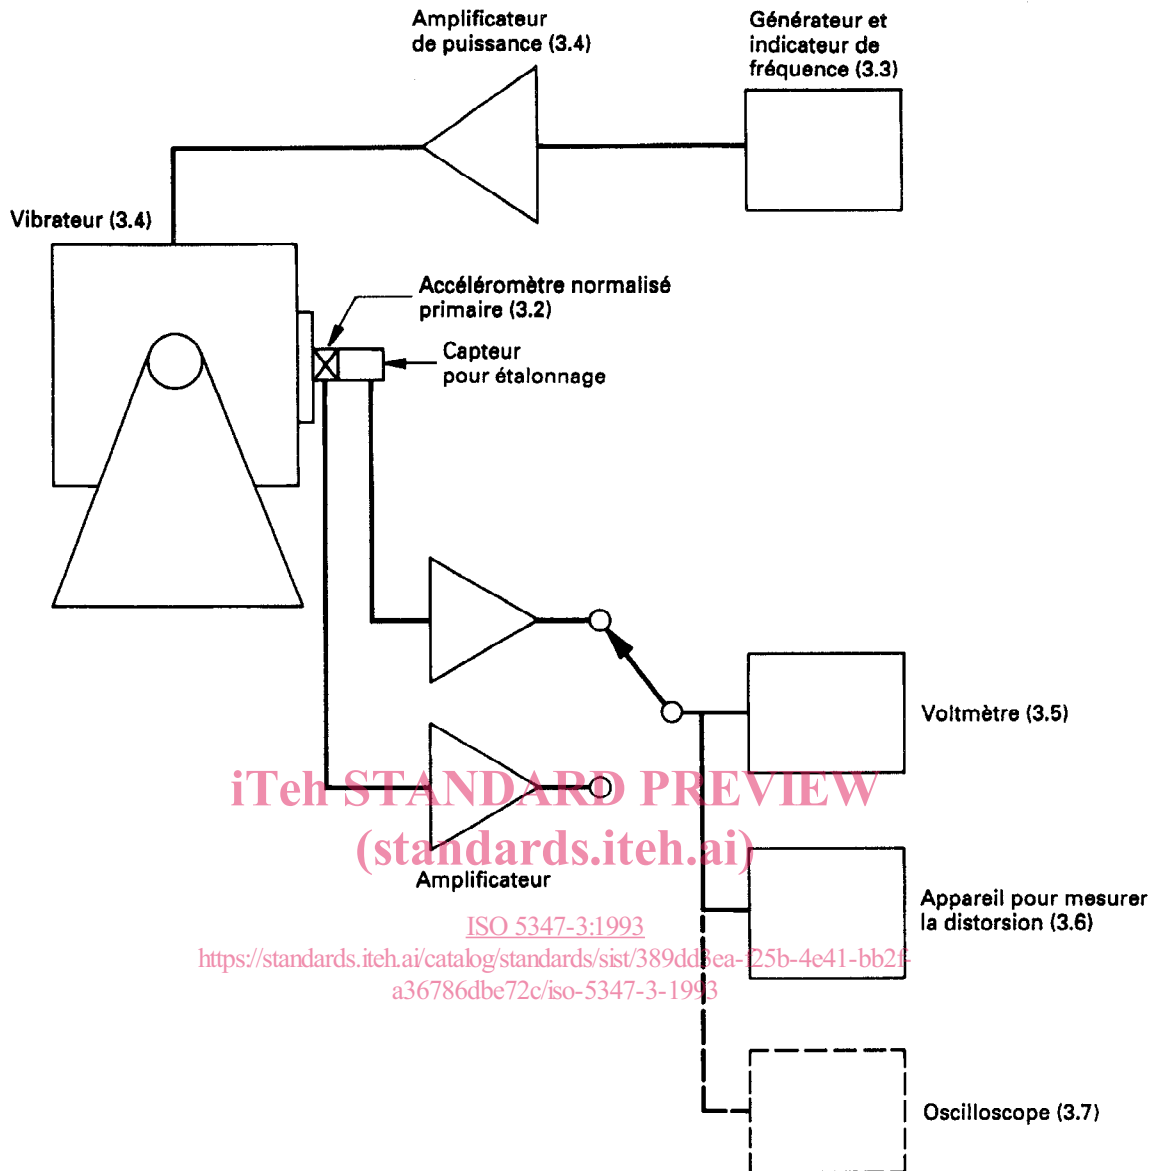 Amplificateur
de puissance (3.4)
Générateur et
indicateur de
fréquence (3.3)
Vibrateur (3.4)
Accéléromètre normalisé
primaire (3.2)
Capteur
pour étalonnage
Voltmètre (3.5)
iTeh STANDARD PREVIEW
(standards.iteh.ai)
Amplificateur
Appareil pour mesurer
la distorsion (3.6)
ISO 5347-3:1993
https://standards.iteh.ai/catalog/standards/sist/389dd3ea-f25b-4e41-bb2f-
a36786dbe72c/iso-5347-3-1993
Oscilloscope (3.7)